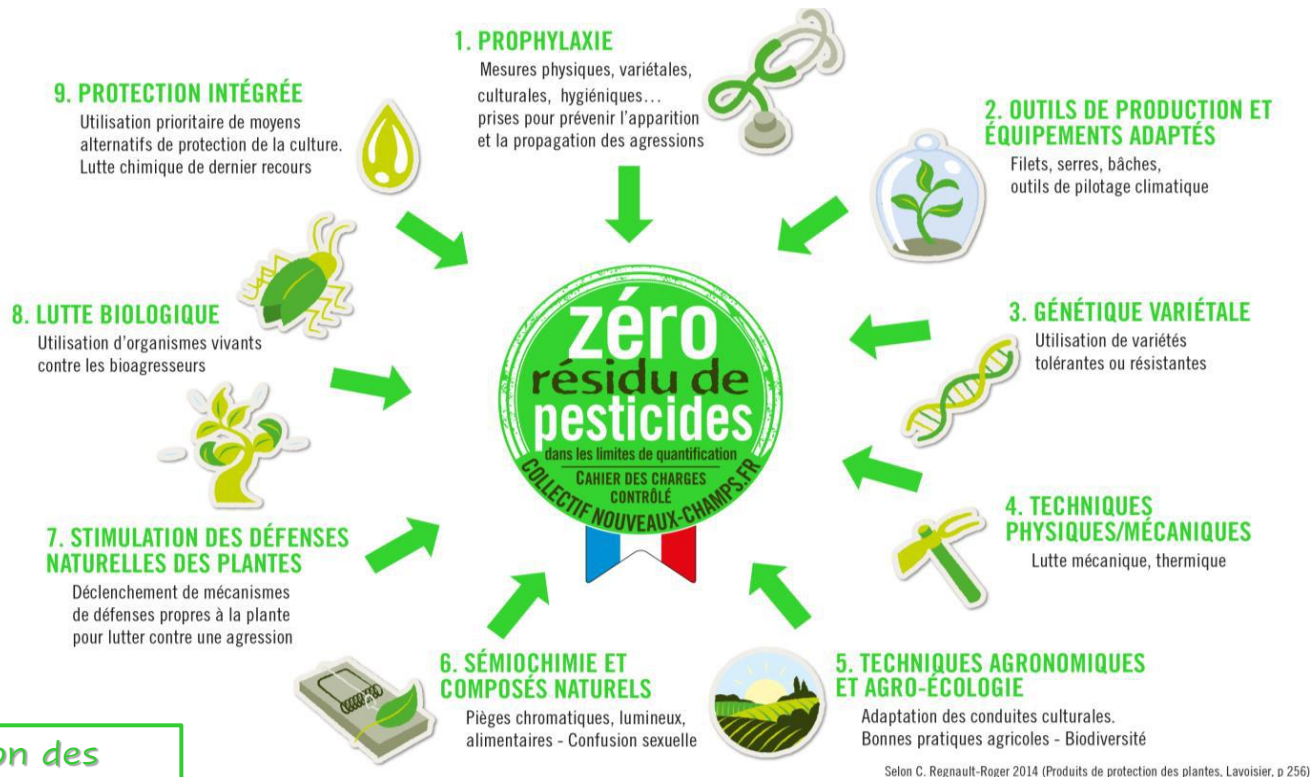 1. PROPHYLAXIE
Mesures physiques, variétales,
culturales, hygiéniques...
prises pour prévenir l'apparition
et la propagation des agressions
2. OUTILS DE PRODUCTION ET
ÉQUIPEMENTS ADAPTÉS
Filets, serres, bâches,
outils de pilotage climatique
3. GÉNÉTIQUE VARIÉTALE
Utilisation de variétés
tolérantes ou résistantes
4. TECHNIQUES
PHYSIQUES/MÉCANIQUES
Lutte mécanique, thermique
5. TECHNIQUES AGRONOMIQUES
ET AGRO-ÉCOLOGIE
Adaptation des conduites culturales.
Bonnes pratiques agricoles - Biodiversité
6. SÉMIOCHIMIE ET
COMPOSÉS NATURELS
Pièges chromatiques, lumineux,
alimentaires - Confusion sexuelle
7. STIMULATION DES DÉFENSES
NATURELLES DES PLANTES
Déclenchement de mécanismes
de défenses propres à la plante
pour lutter contre une agression
8. LUTTE BIOLOGIQUE
Utilisation d'organismes vivants
contre les bioagresseurs
9. PROTECTION INTÉGRÉE
Utilisation prioritaire de moyens
alternatifs de protection de la culture.
Lutte chimique de dernier recours
zéro
résidu de
pesticides
dans les limites de quantification
CAHIER DES CHARGES
CONTRÔLÉ
COLLECTIF NOUVEAUX-CHAMPS.FR
on des
Selon C. Regnault-Roger 2014 (Produits de protection des plantes, Lavoisier, p 256)